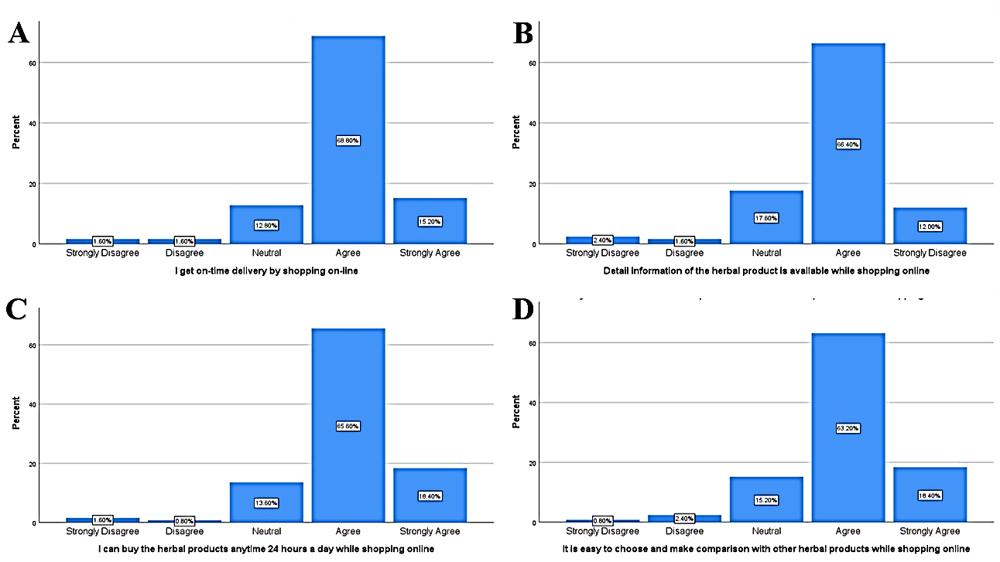 A
Percent
60
40
20
0
1.60%
1.60%
12.80%
68.80%
15.20%
Strongly Disagree
Disagree
Neutral
Agree
Strongly Agree
I get on-time delivery by shopping on-line
B
Percent
60
40
20
0
2.40%
1.60%
17.60%
66.40%
12.00%
Strongly Disagree
Disagree
Neutral
Agree
Strongly Disagree
Detail information of the herbal product is available while shopping online
C
Percent
60
40
20
0
1.60%
0.80%
13.60%
65.60%
18.40%
Strongly Disagree
Disagree
Neutral
Agree
Strongly Agree
I can buy the herbal products anytime 24 hours a day while shopping online
D
Percent
60
40
20
0
0.80%
2.40%
15.20%
63.20%
18.40%
Strongly Disagree
Disagree
Neutral
Agree
Strongly Agree
It is easy to choose and make comparison with other herbal products while shopping online